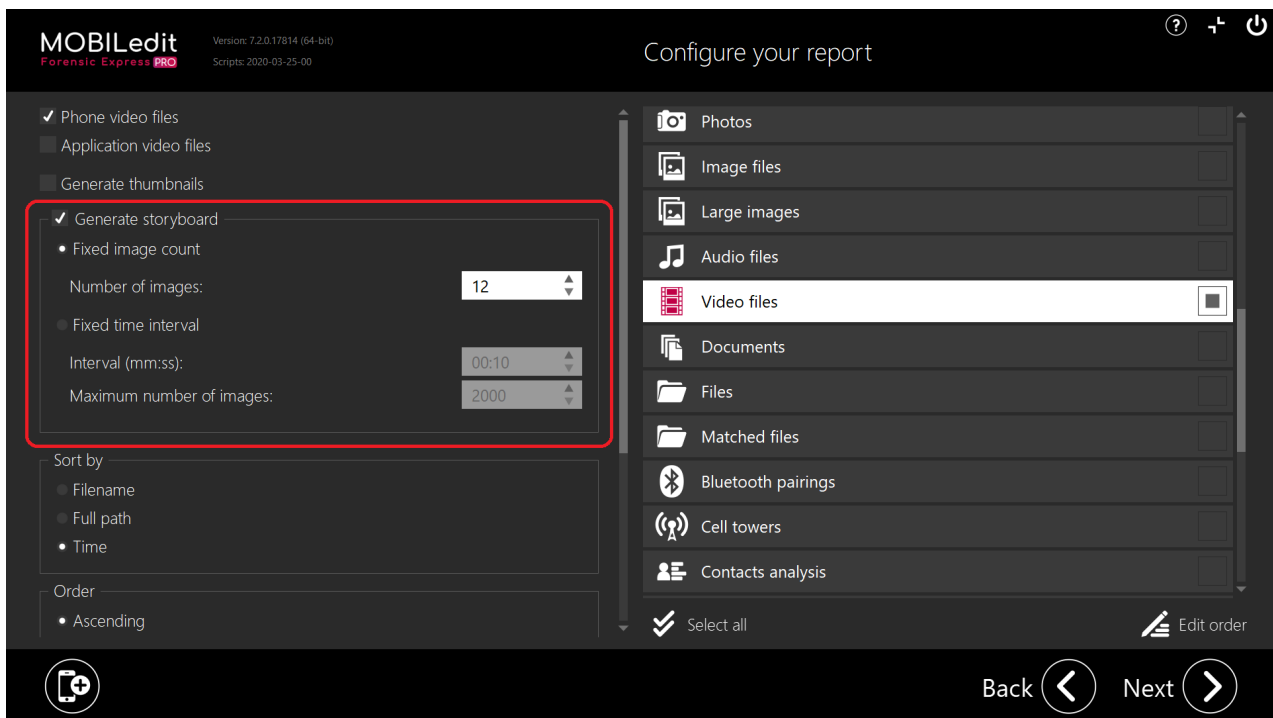 MOBILedit
Forensic Express PRO
Version: 7.2.0.17814 (64-bit)
Scripts: 2020-03-25-00
Configure your report
?
Phone video files
Application video files
Generate thumbnails
Generate storyboard
Fixed image count
Number of images: 12
Fixed time interval
Interval (mm:ss): 00:10
Maximum number of images: 2000
Sort by
Filename
Full path
Time
Order
Ascending
Photos
Image files
Large images
Audio files
Video files
Documents
Files
Matched files
Bluetooth pairings
Cell towers
Contacts analysis
Select all
Edit order
Back
Next